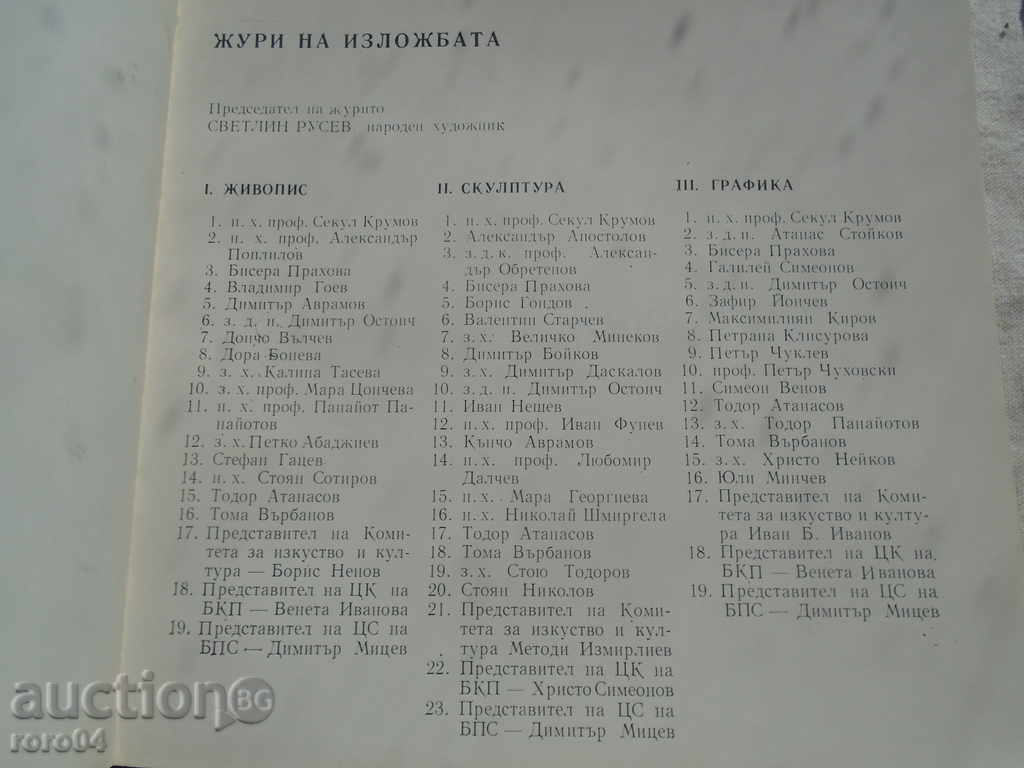 ЖУРИ НА ИЗЛОЖБАТА
Председател на журито
СВЕТЛИН РУСЕВ народен художник
I. ЖИВОПИС
1. н. х. проф. Секул Крумов
2. н. х. проф. Александър
Поплилов
3. Бисера Прахова
4. Владимир Гоев
5. Димитър Аврамов
6. з. д. и. Димитър Остоич
7. Дончо Вълчев
8. Дора Бонева
9. з. х. Калина Тасева
10. з. х. проф. Мара Цончева
11. н. х. проф. Панайот Па-
найотов
12. з. х. Петко Абаджиев
13. Стефан Гацев
14. н. х. Стоян Сотиров
15. Тодор Атанасов
16. Тома Върбанов
17. Представител на Коми-
тета за изкуство и кул-
тура — Борис Ненов
18. Представител на ЦК на
БКП — Венета Иванова
19. Представител на ЦС на
БПС — Димитър Мицев
II. СКУЛПТУРА
1. н. х. проф. Секул Крумов
2. Александър Апостолов
3. з. д. к. проф. Алексан-
дър Обретенов
4. Бисера Прахова
5. Борис Гондов
6. Валентин Старчев
7. з. х. Величко Минеков
8. Димитър Бойков
9. з. х. Димитър Даскалов
10. з. д. и. Димитър Остоич
11. Иван Нешев
12. н. х. проф. Иван Фунев
13. Кънчо Аврамов
14. н. х. проф. Любомир
Далчев
15. н. х. Мара Георгиева
16. н. х. Николай Шмиргела
17. Тодор Атанасов
18. Тома Върбанов
19. з. х. Стою Тодоров
20. Стоян Николов
21. Представител на Коми-
тета за изкуство и кул-
тура Методи Измирлиев
22. Представител на ЦК на
БКП — Христо Симеонов
23. Представител на ЦС на
БПС — Димитър Мицев
III. ГРАФИКА
1. н. х. проф. Секул Крумов
2. з. д. н. Атанас Стойков
3. Бисера Прахова
4. Галилей Симеонов
5. з. д. и. Димитър Остоич
6. Зафир Йончев
7. Максимилиян Киров
8. Петрана Клисурова
9. Петър Чуклев
10. проф. Петър Чуховски
11. Симеон Венов
12. Тодор Атанасов
13. з. х. Тодор Панайотов
14. Тома Върбанов
15. з. х. Христо Нейков
16. Юли Минчев
17. Представител на Коми-
тета за изкуство и култу-
ра Иван Б. Иванов
18. Представител на ЦК на
БКП — Венета Иванова
19. Представител на ЦС на
БПС — Димитър Мицев
auction BG
roro04